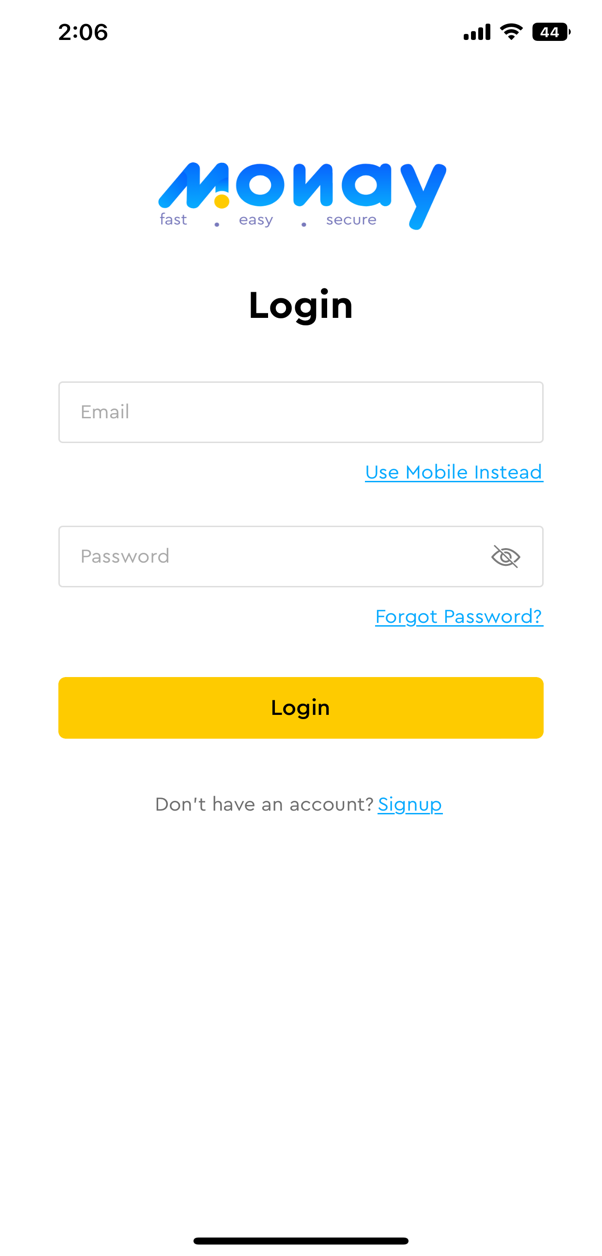 2:06
44
monay
fast . easy . secure
Login
Email
Use Mobile Instead
Password
Forgot Password?
Login
Don't have an account? Signup